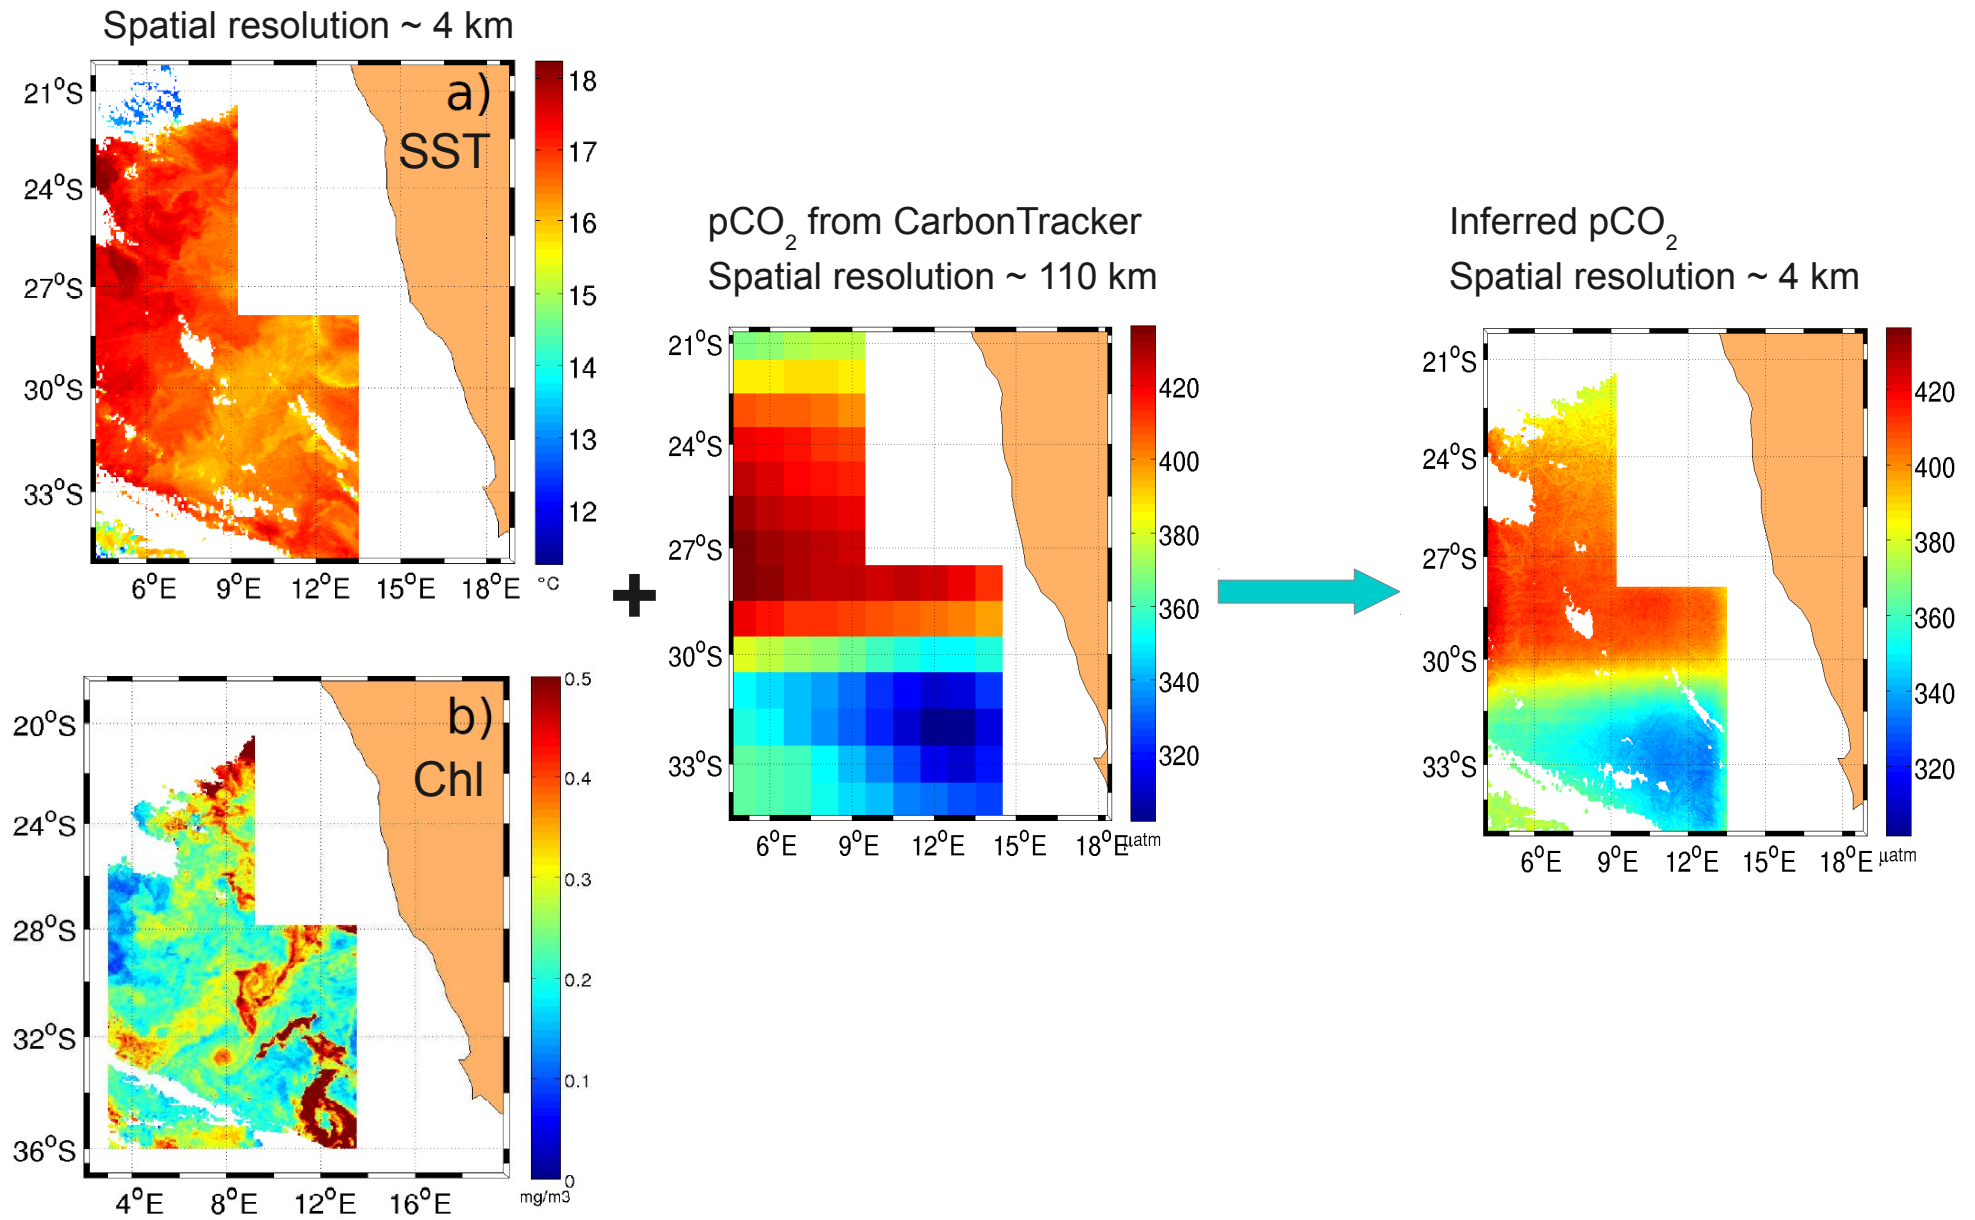 Spatial resolution ~ 4 km
a)
SST
21°S
24°S
27°S
30°S
33°S
6°E 9°E 12°E 15°E 18°E
18
17
16
15
14
13
12
°C
b)
Chl
20°S
24°S
28°S
32°S
36°S
4°E 8°E 12°E 16°E
0.5
0.4
0.3
0.2
0.1
0
mg/m3
+
pCO₂ from CarbonTracker
Spatial resolution ~ 110 km
21°S
24°S
27°S
30°S
33°S
6°E 9°E 12°E 15°E 18°E
420
400
380
360
340
320
µatm
Inferred pCO₂
Spatial resolution ~ 4 km
21°S
24°S
27°S
30°S
33°S
6°E 9°E 12°E 15°E 18°E
420
400
380
360
340
320
µatm